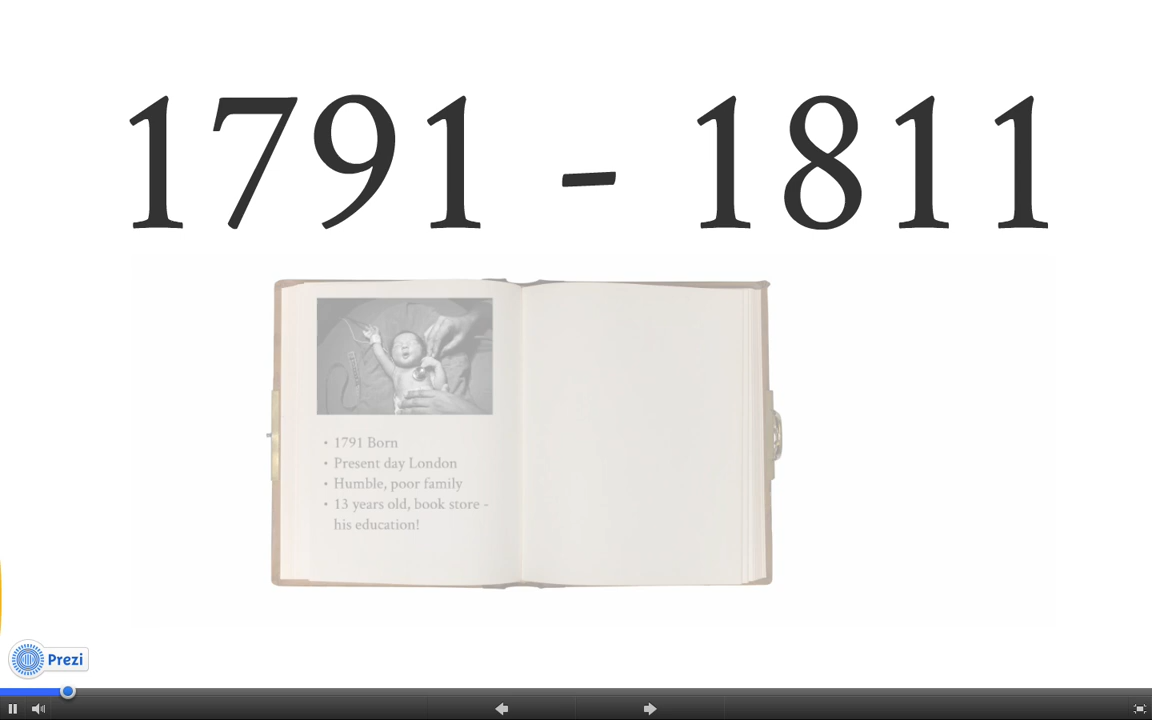 1791 - 1811
• 1791 Born
• Present day London
• Humble, poor family
• 13 years old, book store -
his education!
Prezi